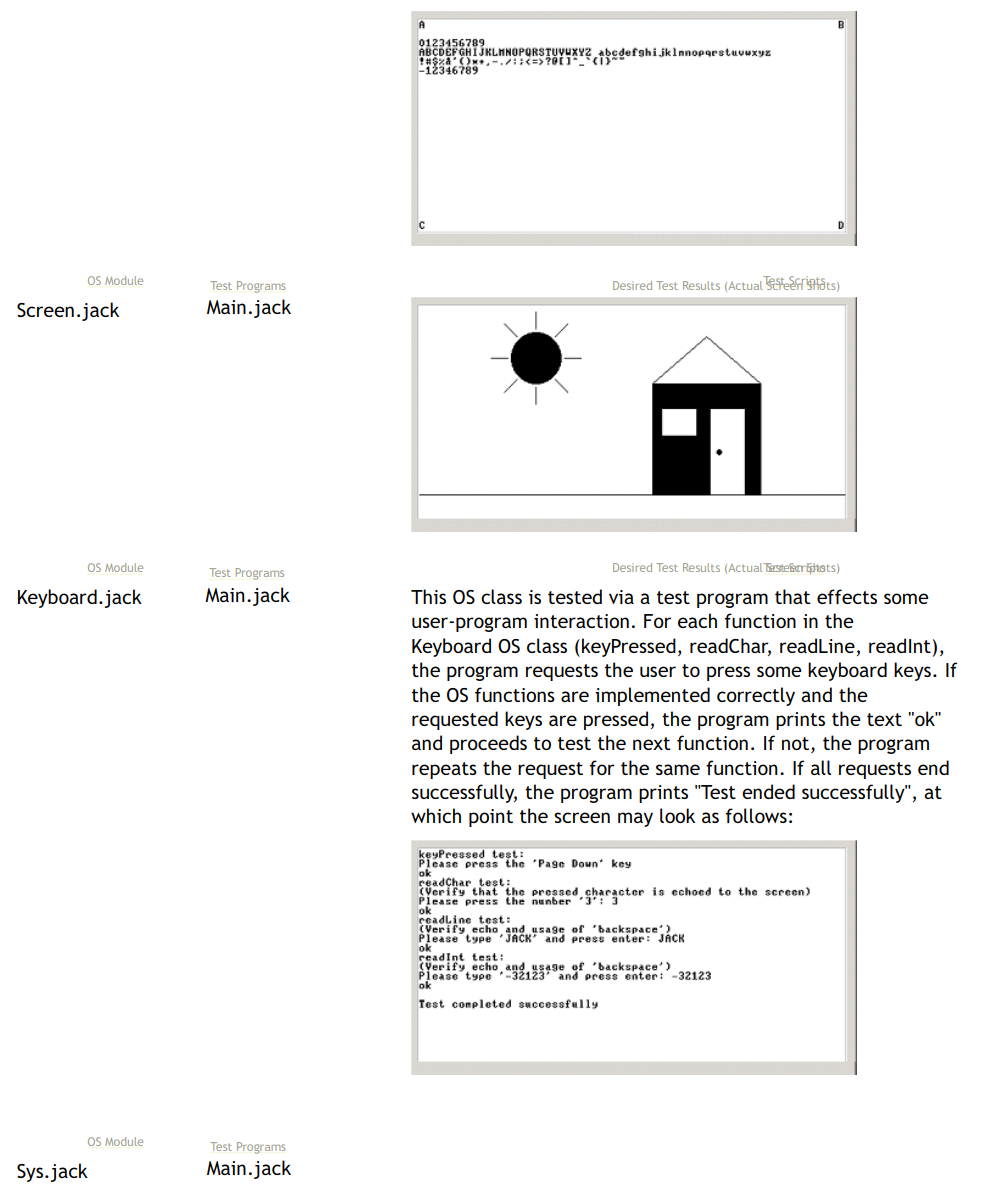 A B
0123456789
ABCDEFGHIJKLMNOPQRSTUVWXYZ abcdefghijklmnopqrstuvwxyz
-12346789
C D
OS Module Test Programs Desired Test Results (Actual Screen Shots) Test Scripts
Screen.jack Main.jack
OS Module Test Programs Desired Test Results (Actual Screen Shots) Test Scripts
Keyboard.jack Main.jack
This OS class is tested via a test program that effects some
user-program interaction. For each function in the
Keyboard OS class (keyPressed, readChar, readLine, readInt),
the program requests the user to press some keyboard keys. If
the OS functions are implemented correctly and the
requested keys are pressed, the program prints the text "ok"
and proceeds to test the next function. If not, the program
repeats the request for the same function. If all requests end
successfully, the program prints "Test ended successfully", at
which point the screen may look as follows:
keyPressed test:
Please press the 'Page Down' key
ok
readChar test:
(Verify that the pressed character is echoed to the screen)
Please press the number '3': 3
ok
readLine test:
(Verify echo and usage of 'backspace')
Please type 'JACK' and press enter: JACK
ok
readInt test:
(Verify echo and usage of 'backspace')
Please type '-32123' and press enter: -32123
ok
Test completed successfully
OS Module Test Programs
Sys.jack Main.jack